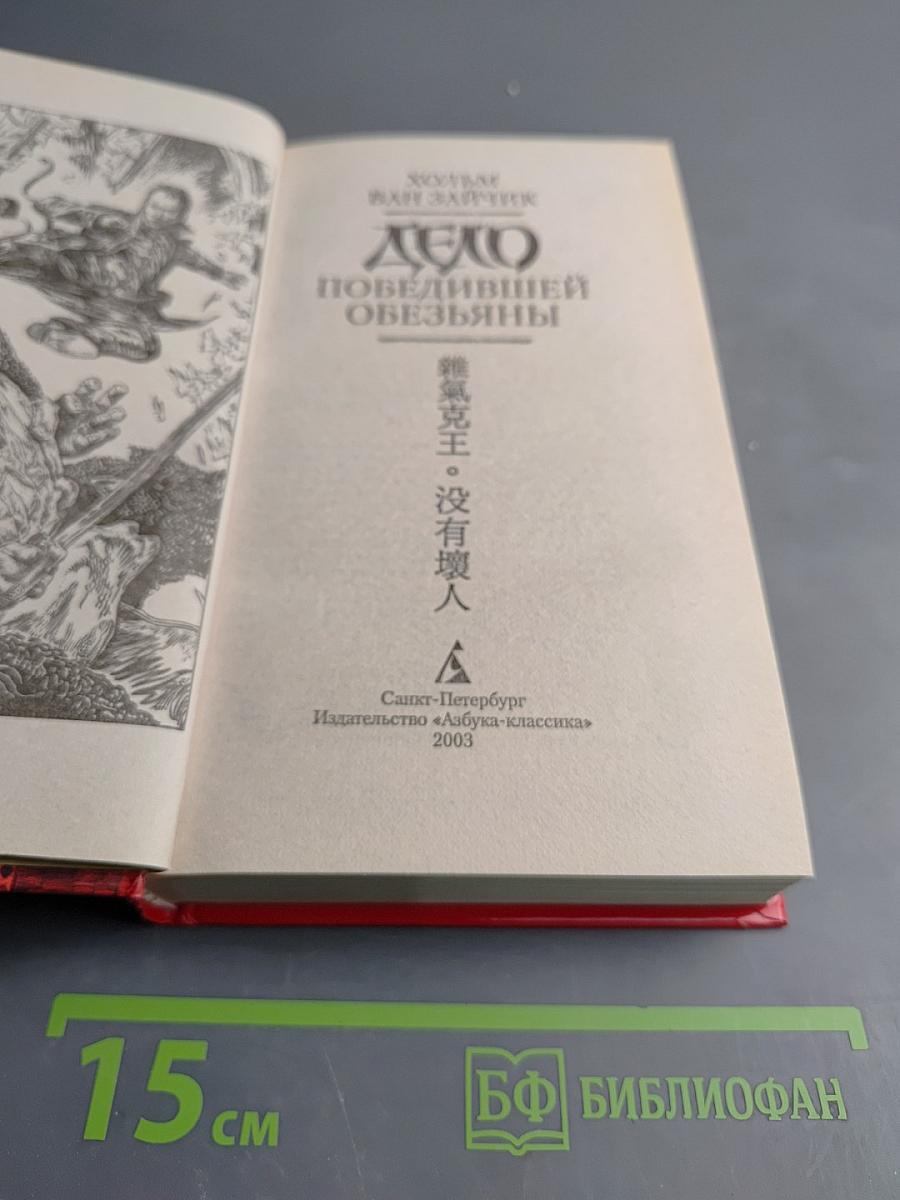 ХОЛЬМ
ВАН ЗАЙЧИК
ДЕЛО
ПОБЕДИВШЕЙ
ОБЕЗЬЯНЫ
雜氣克王。没有壞人
Санкт-Петербург
Издательство «Азбука-классика»
2003
15 см
БФ БИБЛИОФАН